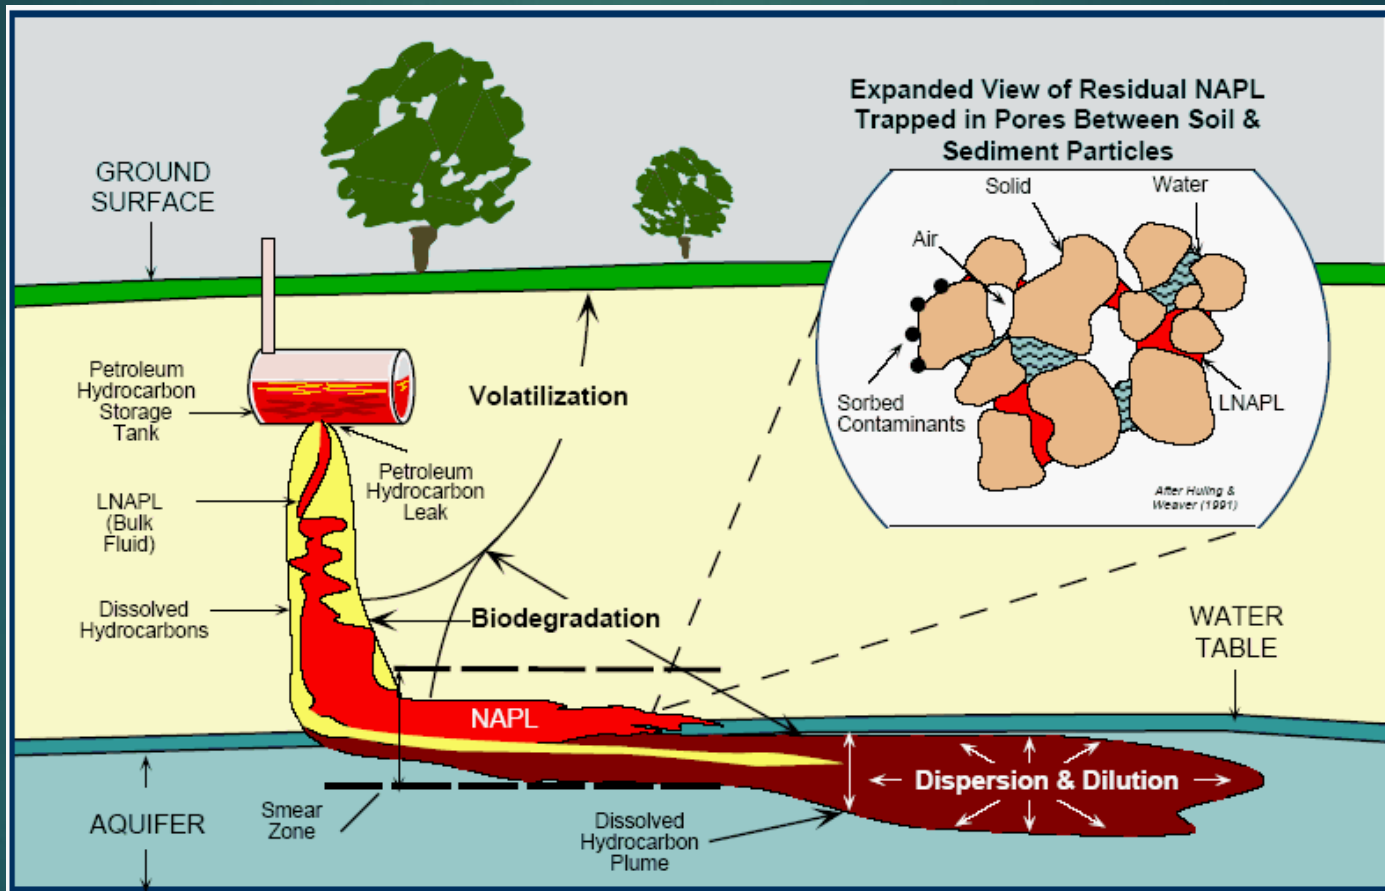 Expanded View of Residual NAPL
Trapped in Pores Between Soil &
Sediment Particles
GROUND
SURFACE
Solid
Water
Air
Sorbed
Contaminants
LNAPL
After Huling &
Weaver (1991)
Petroleum
Hydrocarbon
Storage
Tank
Volatilization
Petroleum
Hydrocarbon
Leak
LNAPL
(Bulk
Fluid)
Dissolved
Hydrocarbons
Biodegradation
WATER
TABLE
NAPL
Dispersion & Dilution
AQUIFER
Smear
Zone
Dissolved
Hydrocarbon
Plume